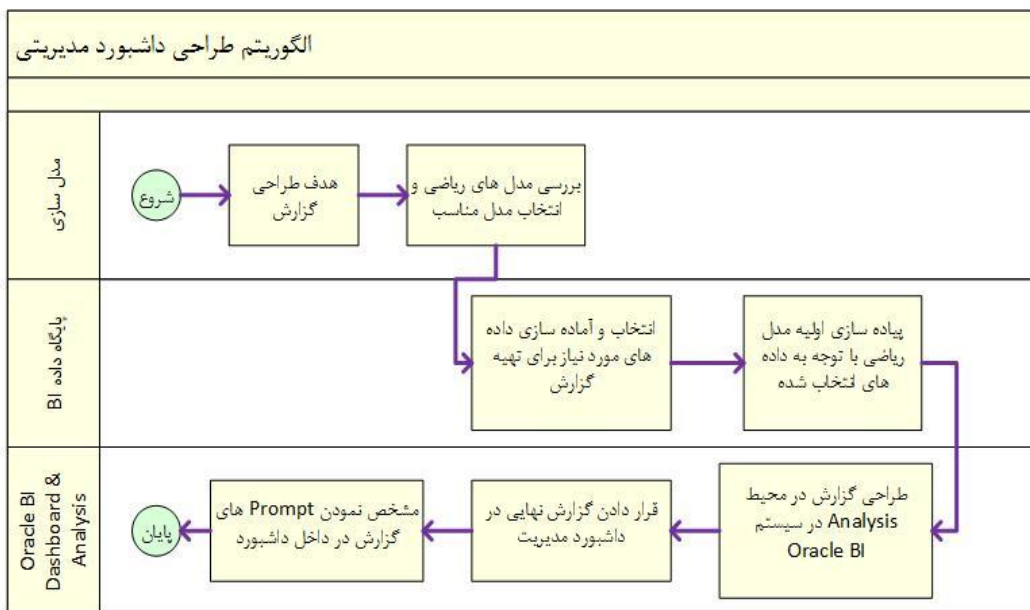 الگوریتم طراحی داشبورد مدیریتی
مدل سازی
شروع
هدف طراحی
گزارش
بررسی مدل های ریاضی و
انتخاب مدل مناسب
پایگاه داده BI
انتخاب و آماده سازی داده
های مورد نیاز برای تهیه
گزارش
پیاده سازی اولیه مدل
ریاضی با توجه به داده
های انتخاب شده
Oracle BI
Dashboard &
Analysis
طراحی گزارش در محیط
Analysis در سیستم
Oracle BI
قرار دادن گزارش نهایی در
داشبورد مدیریت
مشخص نمودن Prompt های
گزارش در داخل داشبورد
پایان